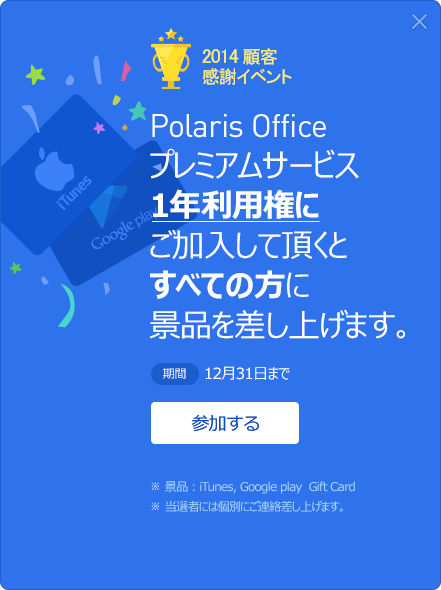 2014 顧客
感謝イベント
Polaris Office
プレミアムサービス
1年利用権に
ご加入して頂くと
すべての方に
景品を差し上げます。
iTunes
Google play
期間 12月31日まで
参加する
※ 景品 : iTunes, Google play Gift Card
※ 当選者には個別にご連絡差し上げます。